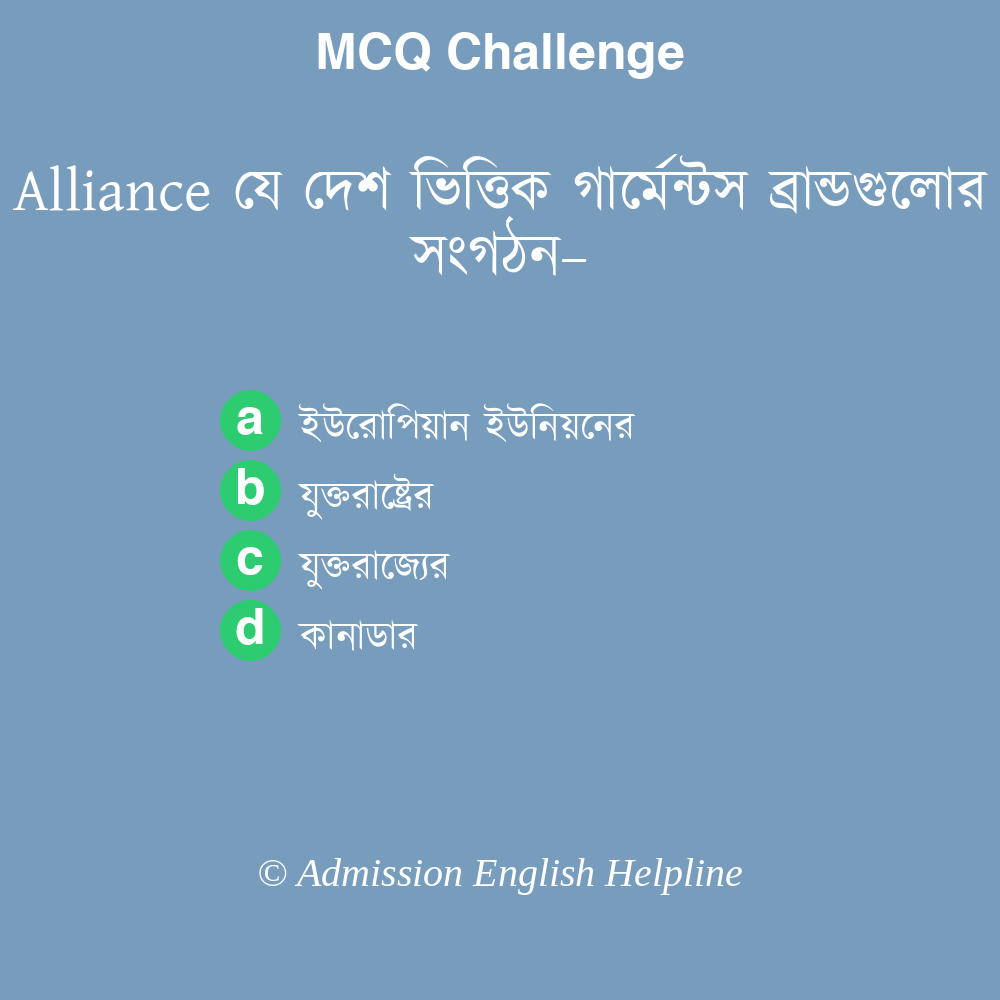 MCQ Challenge
Alliance যে দেশ ভিত্তিক গার্মেন্টস ব্রান্ডগুলোর
সংগঠন–
a ইউরোপিয়ান ইউনিয়নের
b যুক্তরাষ্ট্রের
c যুক্তরাজ্যের
d কানাডার
© Admission English Helpline